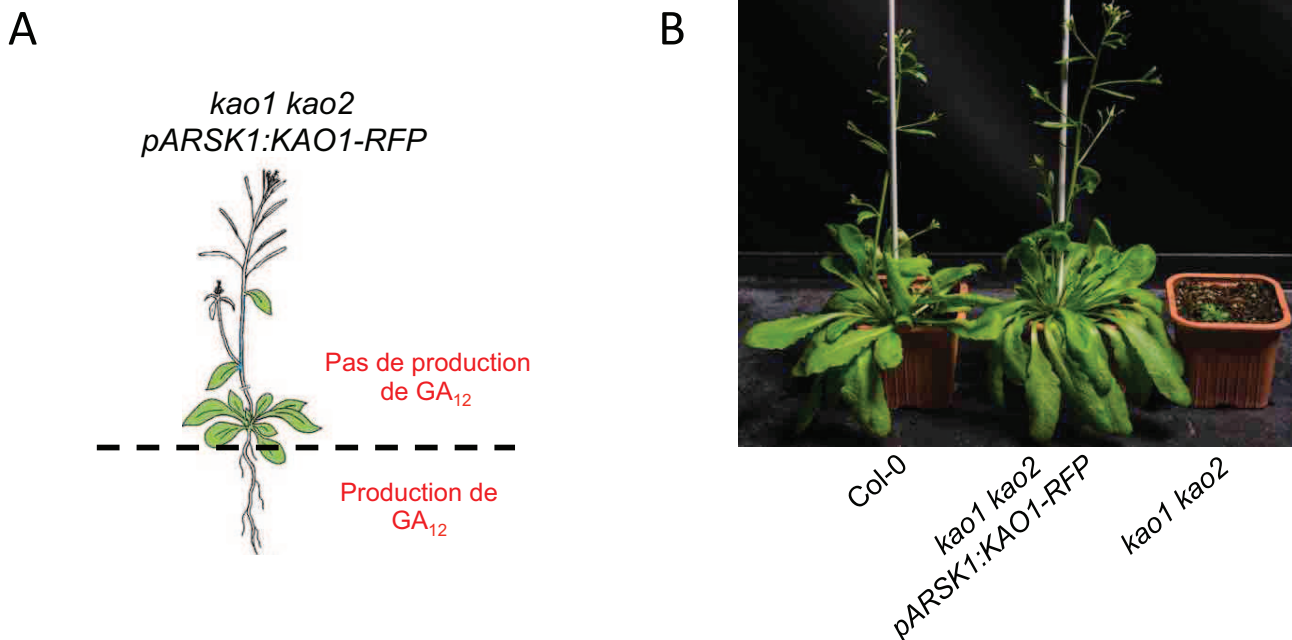 A
kao1 kao2
pARSK1:KAO1-RFP
Pas de production
de GA₁₂
Production de
GA₁₂
B
Col-0
kao1 kao2
pARSK1:KAO1-RFP
kao1 kao2